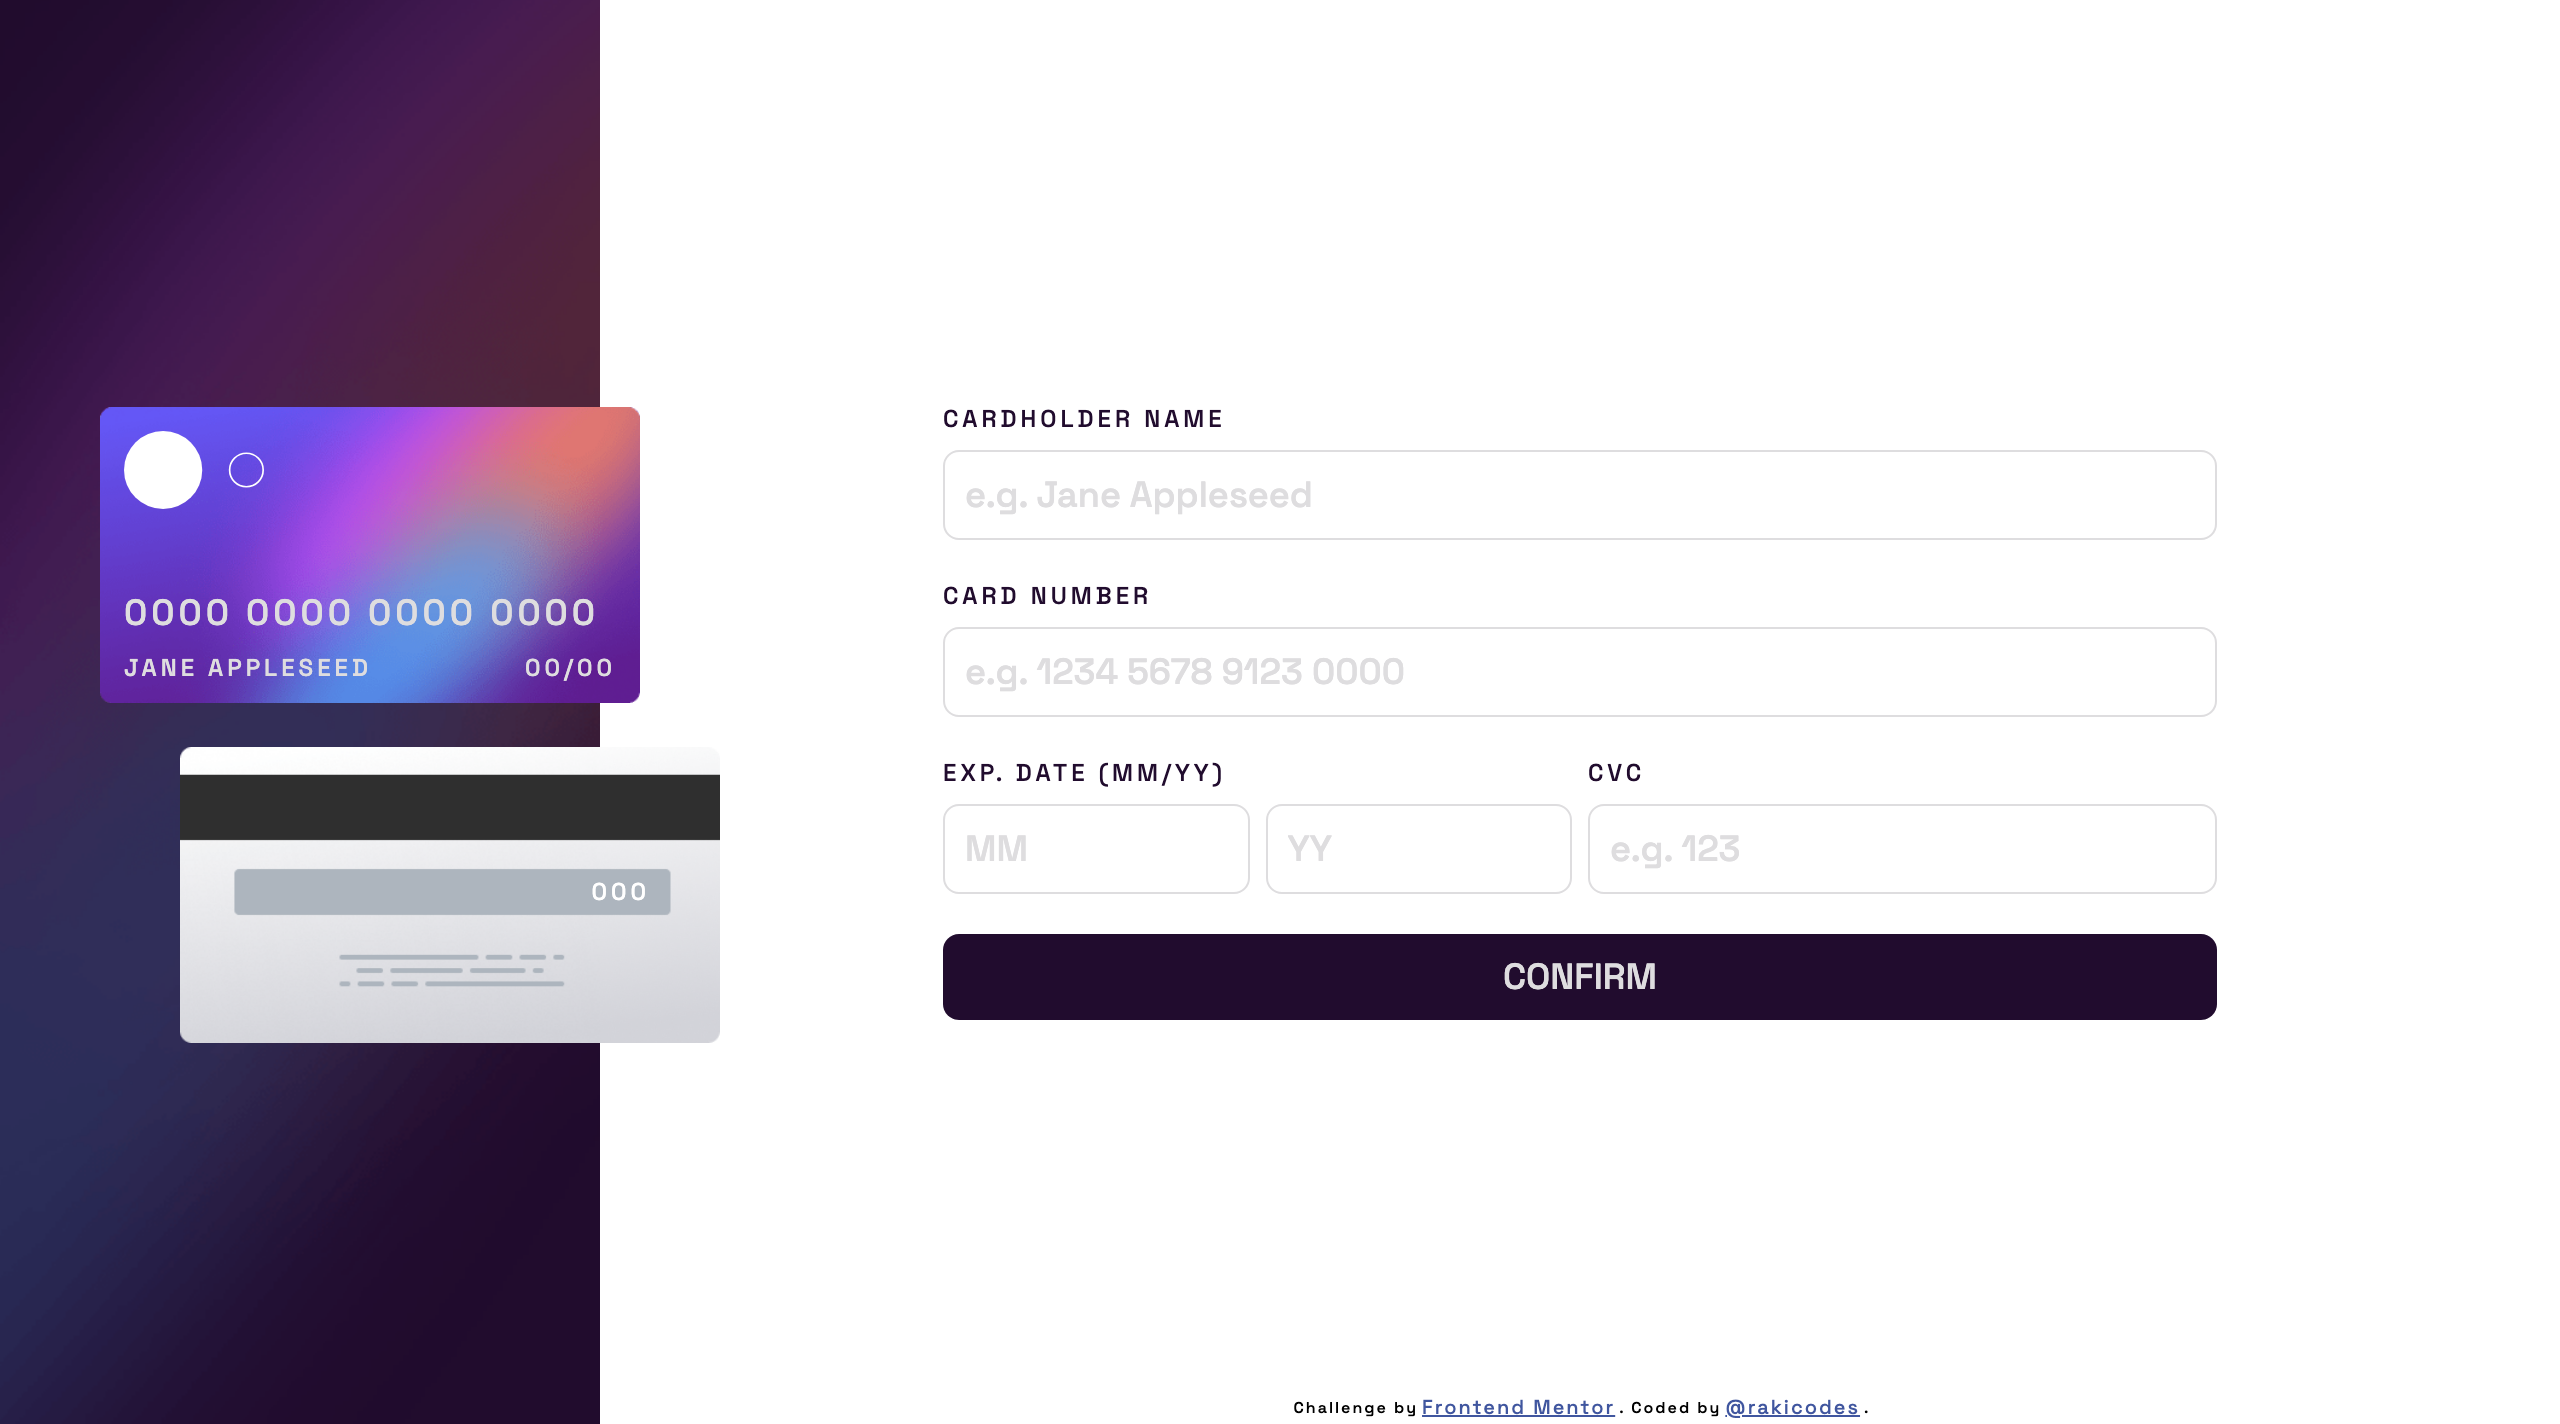 0000 0000 0000 0000
JANE APPLESEED 00/00
000
CARDHOLDER NAME
e.g. Jane Appleseed
CARD NUMBER
e.g. 1234 5678 9123 0000
EXP. DATE (MM/YY) CVC
MM YY e.g. 123
CONFIRM
Challenge by Frontend Mentor. Coded by @rakicodes.